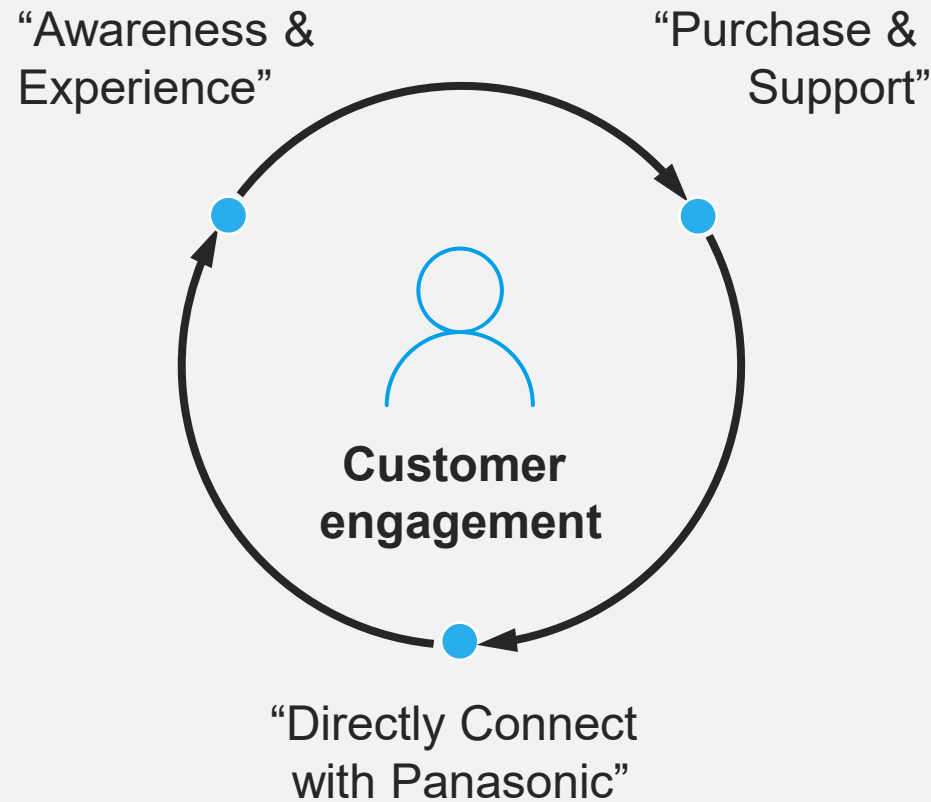 “Awareness &
Experience”
“Purchase &
Support”
Customer
engagement
“Directly Connect
with Panasonic”